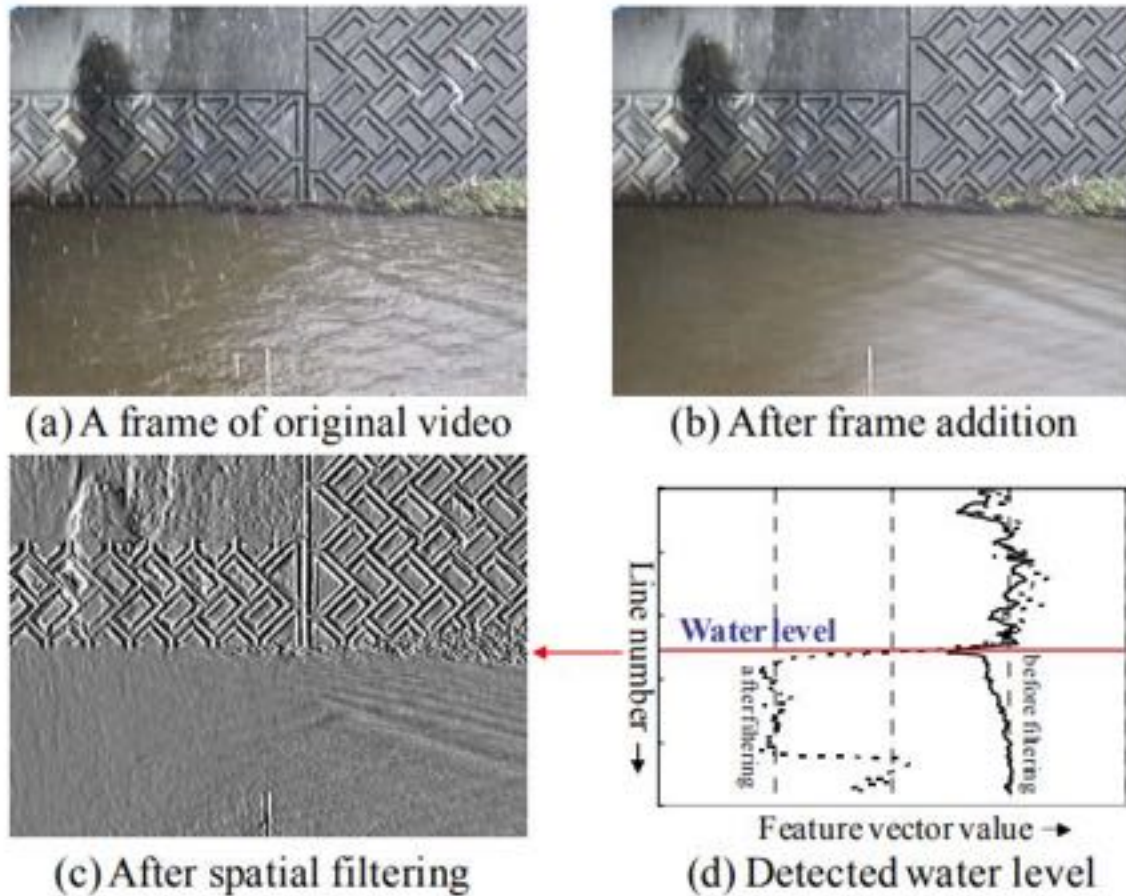 (a) A frame of original video
(b) After frame addition
Water level
Line number →
before filtering
after filtering
Feature vector value →
(c) After spatial filtering
(d) Detected water level